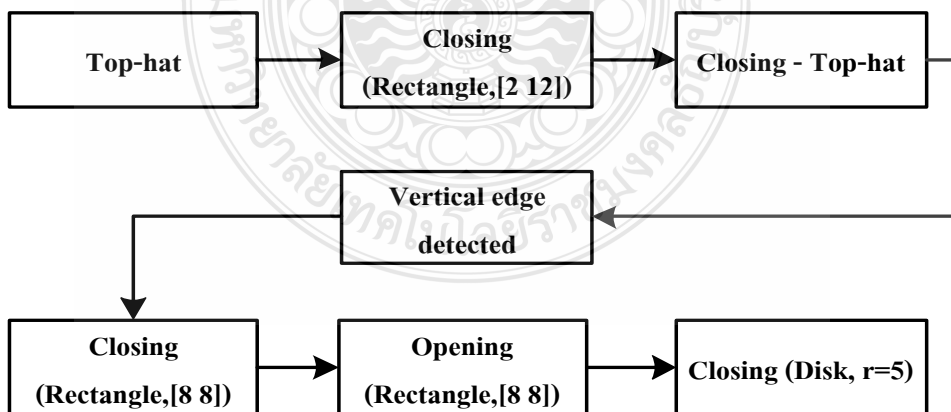 Top-hat
Closing
(Rectangle,[2 12])
Closing - Top-hat
Vertical edge
detected
Closing
(Rectangle,[8 8])
Opening
(Rectangle,[8 8])
Closing (Disk, r=5)